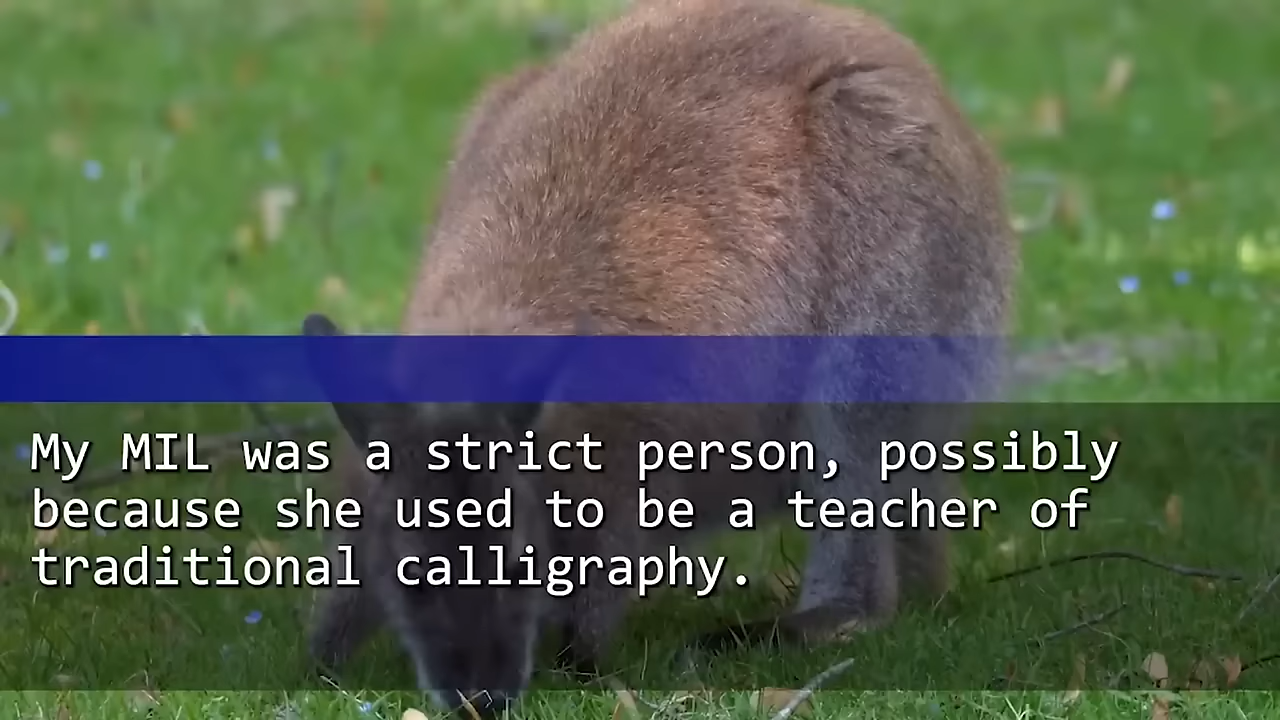 My MIL was a strict person, possibly
because she used to be a teacher of
traditional calligraphy.